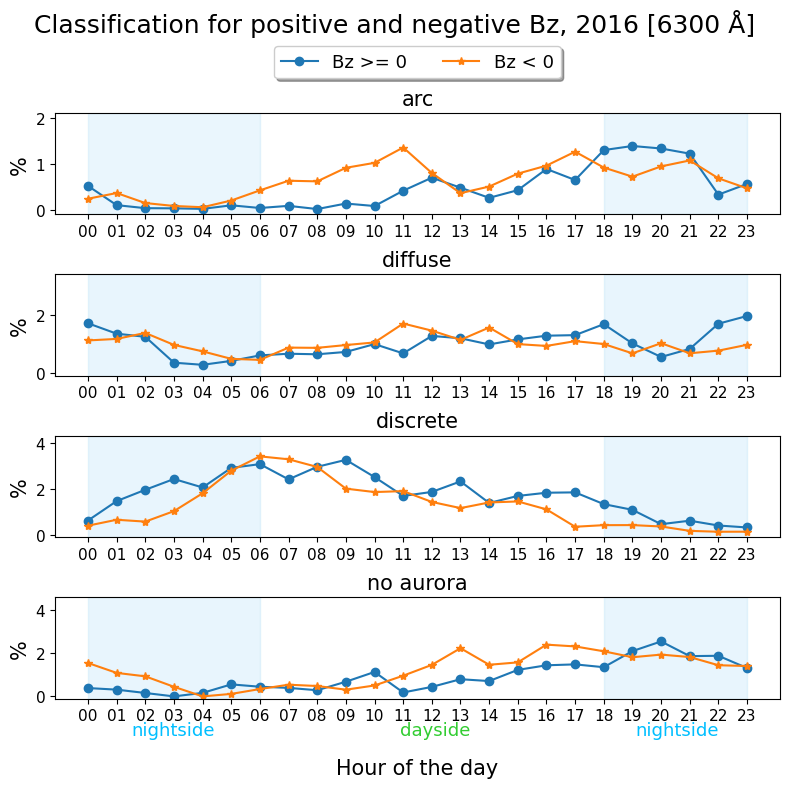 Classification for positive and negative Bz, 2016 [6300 Å]
Bz >= 0 Bz < 0
arc
2
1
0
%
00 01 02 03 04 05 06 07 08 09 10 11 12 13 14 15 16 17 18 19 20 21 22 23
diffuse
2
0
%
00 01 02 03 04 05 06 07 08 09 10 11 12 13 14 15 16 17 18 19 20 21 22 23
discrete
4
2
0
%
00 01 02 03 04 05 06 07 08 09 10 11 12 13 14 15 16 17 18 19 20 21 22 23
no aurora
4
2
0
%
00 01 02 03 04 05 06 07 08 09 10 11 12 13 14 15 16 17 18 19 20 21 22 23
nightside dayside nightside
Hour of the day